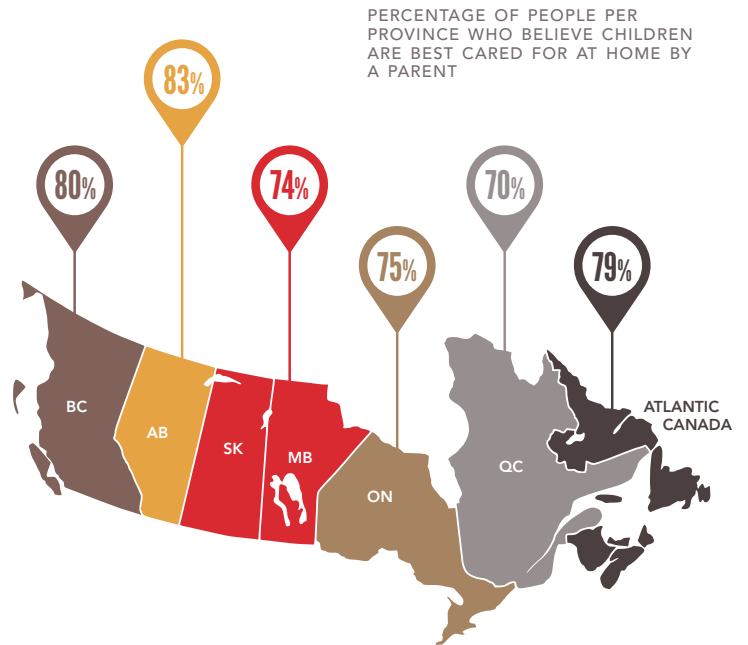 PERCENTAGE OF PEOPLE PER
PROVINCE WHO BELIEVE CHILDREN
ARE BEST CARED FOR AT HOME BY
A PARENT
83%
80%
74%
70%
75%
79%
BC
AB
SK
MB
ON
QC
ATLANTIC
CANADA